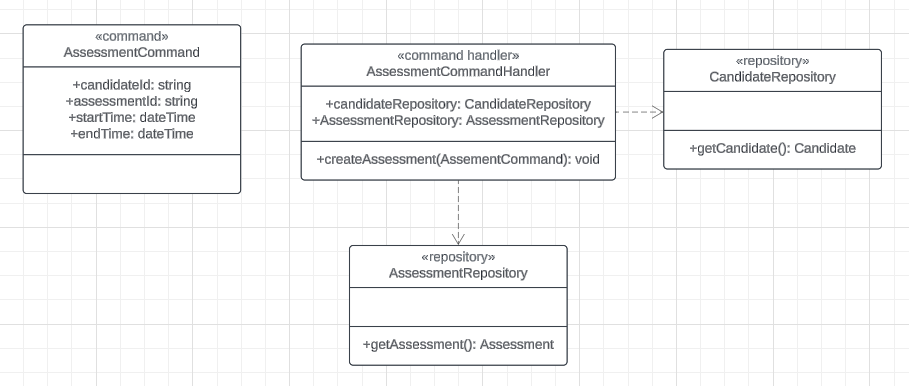 «command»
AssessmentCommand
+candidateId: string
+assessmentId: string
+startTime: dateTime
+endTime: dateTime
«command handler»
AssessmentCommandHandler
+candidateRepository: CandidateRepository
+AssessmentRepository: AssessmentRepository
+createAssessment(AssementCommand): void
«repository»
CandidateRepository
+getCandidate(): Candidate
«repository»
AssessmentRepository
+getAssessment(): Assessment